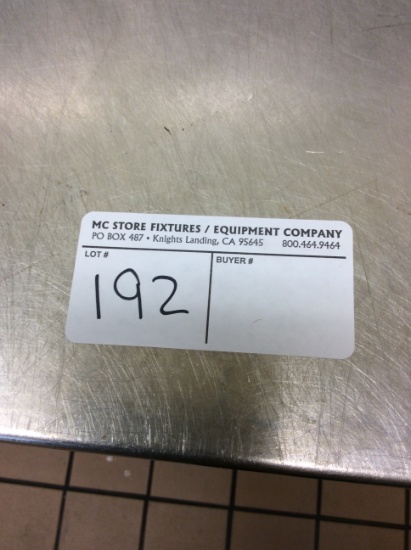 MC STORE FIXTURES / EQUIPMENT COMPANY
PO BOX 487 • Knights Landing, CA 95645 800.464.9464
LOT # BUYER #
192